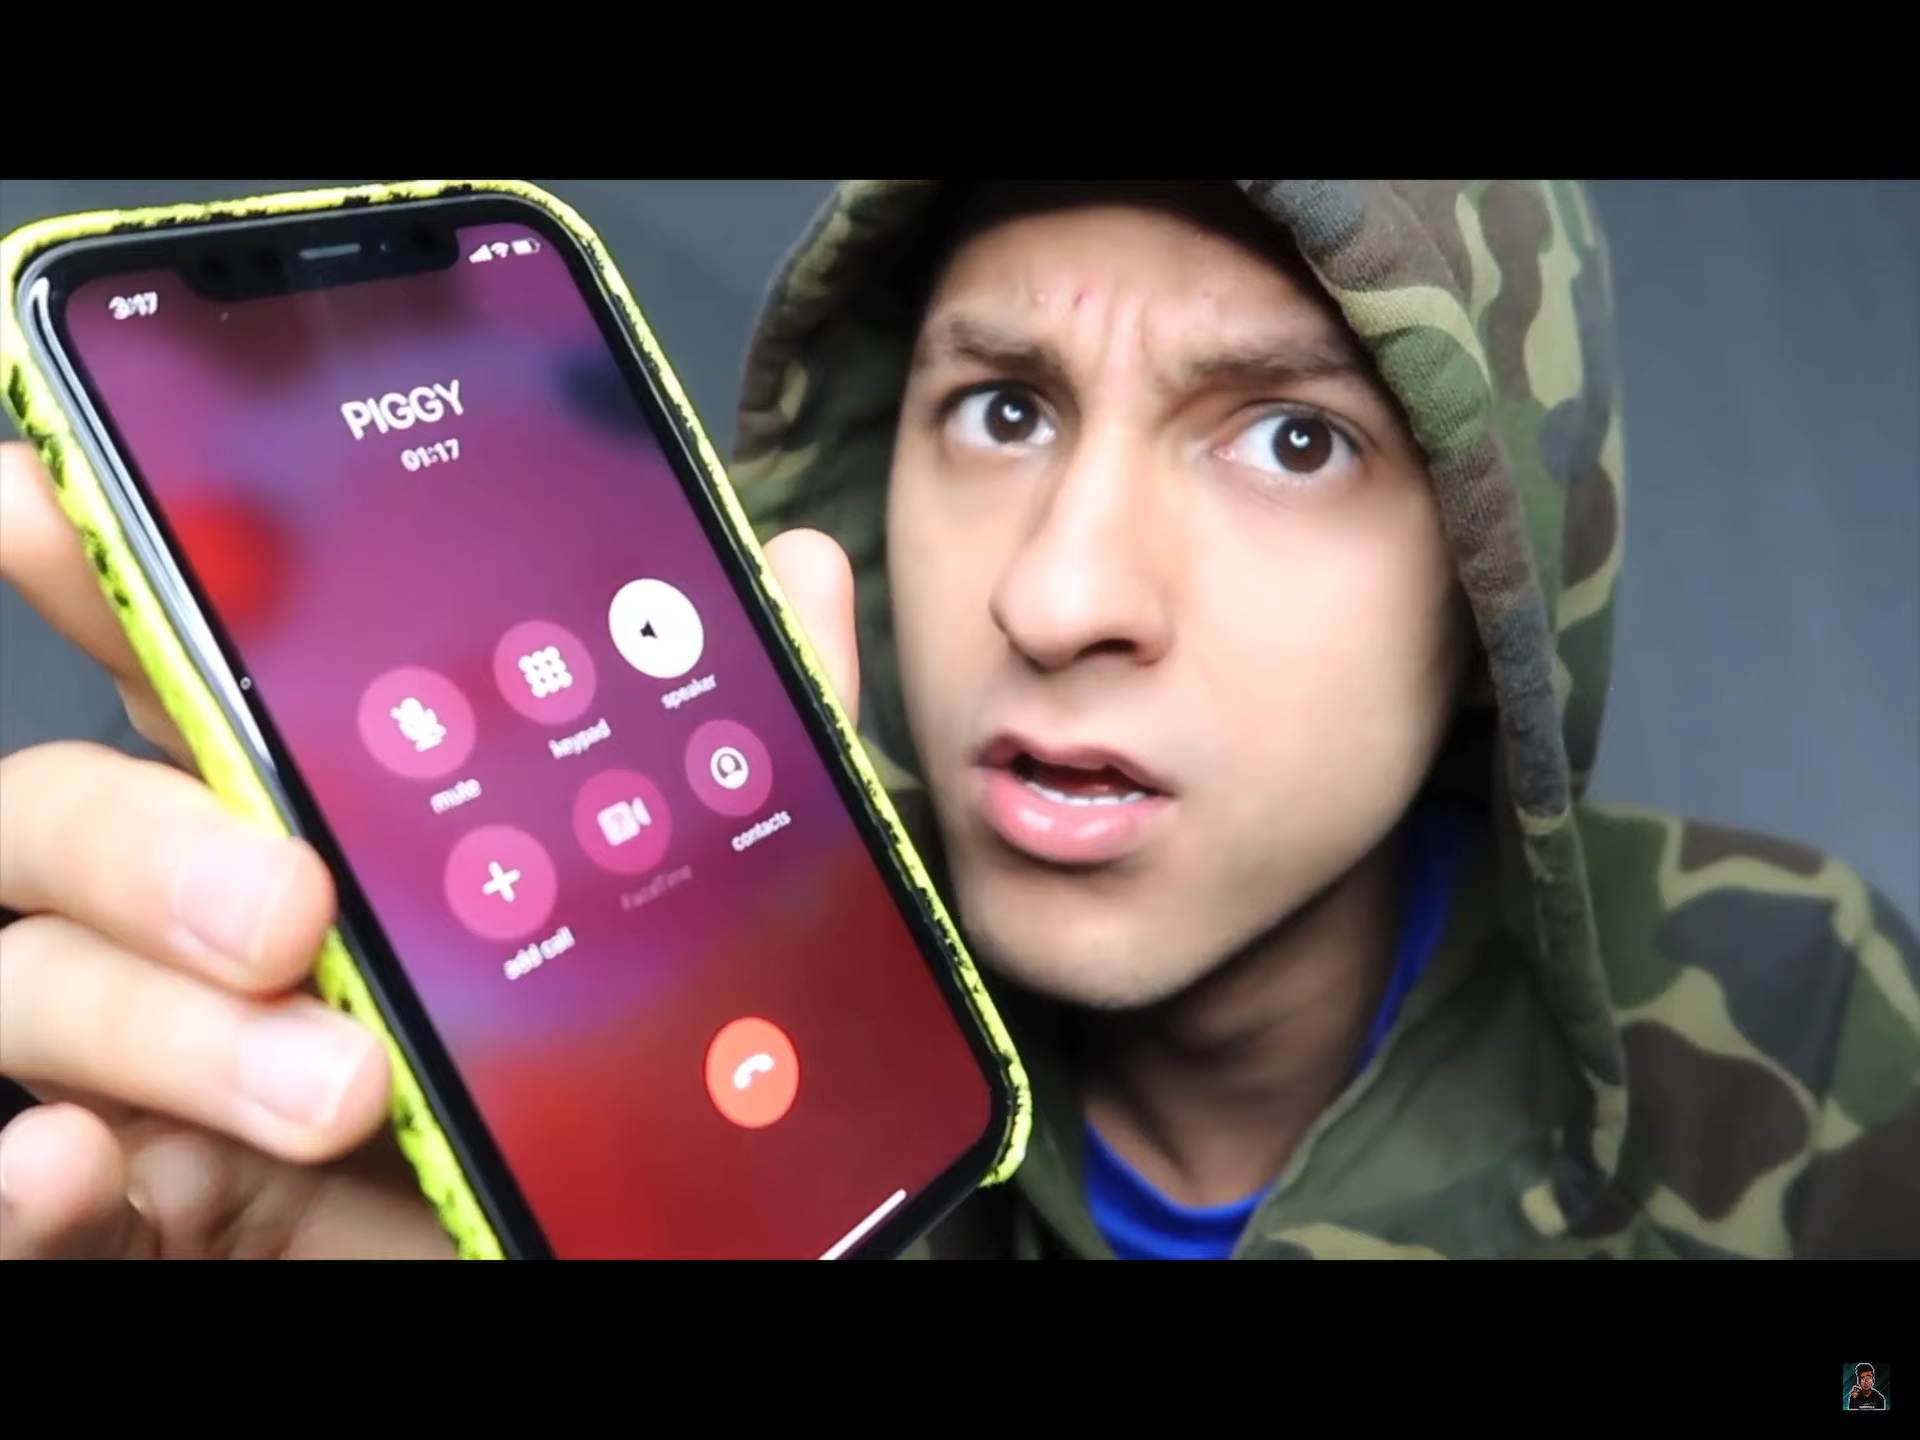 3:17
PIGGY
01:17
mute
keypad
speaker
add call
FaceTime
contacts